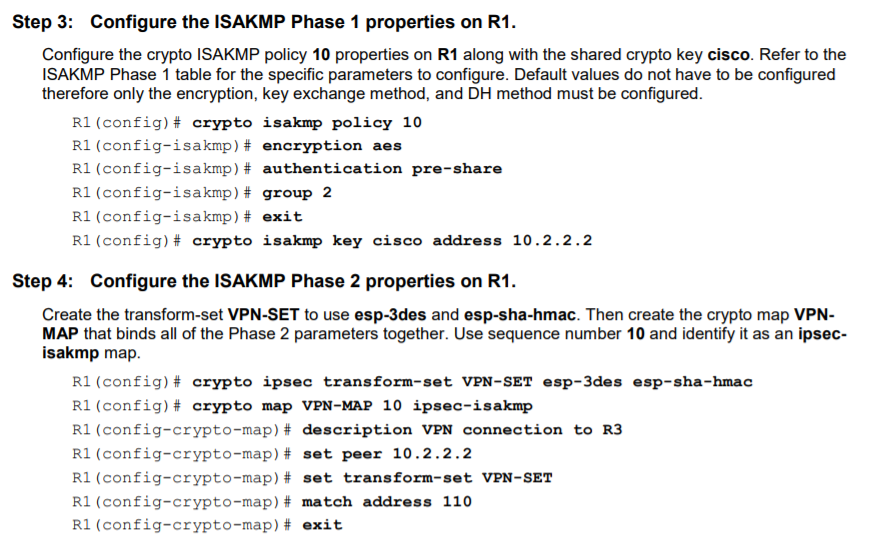 Step 3: Configure the ISAKMP Phase 1 properties on R1.
Configure the crypto ISAKMP policy 10 properties on R1 along with the shared crypto key cisco. Refer to the
ISAKMP Phase 1 table for the specific parameters to configure. Default values do not have to be configured
therefore only the encryption, key exchange method, and DH method must be configured.
R1(config)# crypto isakmp policy 10
R1(config-isakmp)# encryption aes
R1(config-isakmp)# authentication pre-share
R1(config-isakmp)# group 2
R1(config-isakmp)# exit
R1(config)# crypto isakmp key cisco address 10.2.2.2
Step 4: Configure the ISAKMP Phase 2 properties on R1.
Create the transform-set VPN-SET to use esp-3des and esp-sha-hmac. Then create the crypto map VPN-
MAP that binds all of the Phase 2 parameters together. Use sequence number 10 and identify it as an ipsec-
isakmp map.
R1(config)# crypto ipsec transform-set VPN-SET esp-3des esp-sha-hmac
R1(config)# crypto map VPN-MAP 10 ipsec-isakmp
R1(config-crypto-map)# description VPN connection to R3
R1(config-crypto-map)# set peer 10.2.2.2
R1(config-crypto-map)# set transform-set VPN-SET
R1(config-crypto-map)# match address 110
R1(config-crypto-map)# exit